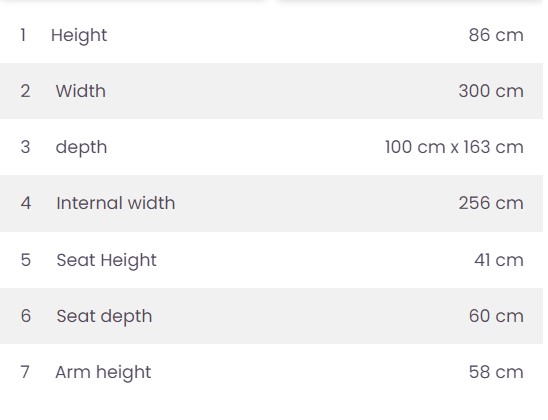 1 Height 86 cm
2 Width 300 cm
3 depth 100 cm x 163 cm
4 Internal width 256 cm
5 Seat Height 41 cm
6 Seat depth 60 cm
7 Arm height 58 cm